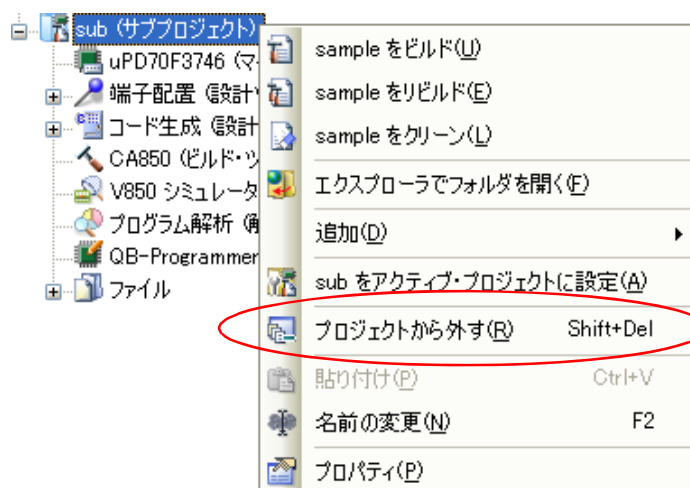 sub (サブプロジェクト)
uPD70F3746 (マ
端子配置 (設計
コード生成 (設計
CA850 (ビルド・ツ
V850 シミュレータ
プログラム解析 (解
QB-Programmer
ファイル
sample をビルド(U)
sample をリビルド(E)
sample をクリーン(L)
エクスプローラでフォルダを開く(F)
追加(D)
sub をアクティブ・プロジェクトに設定(A)
プロジェクトから外す(R) Shift+Del
貼り付け(P) Ctrl+V
名前の変更(N) F2
プロパティ(P)